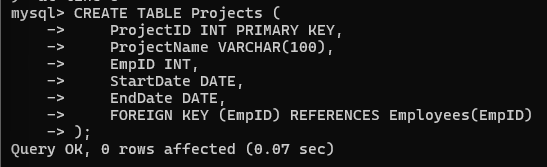 mysql> CREATE TABLE Projects (
    ->     ProjectID INT PRIMARY KEY,
    ->     ProjectName VARCHAR(100),
    ->     EmpID INT,
    ->     StartDate DATE,
    ->     EndDate DATE,
    ->     FOREIGN KEY (EmpID) REFERENCES Employees(EmpID)
    -> );
Query OK, 0 rows affected (0.07 sec)